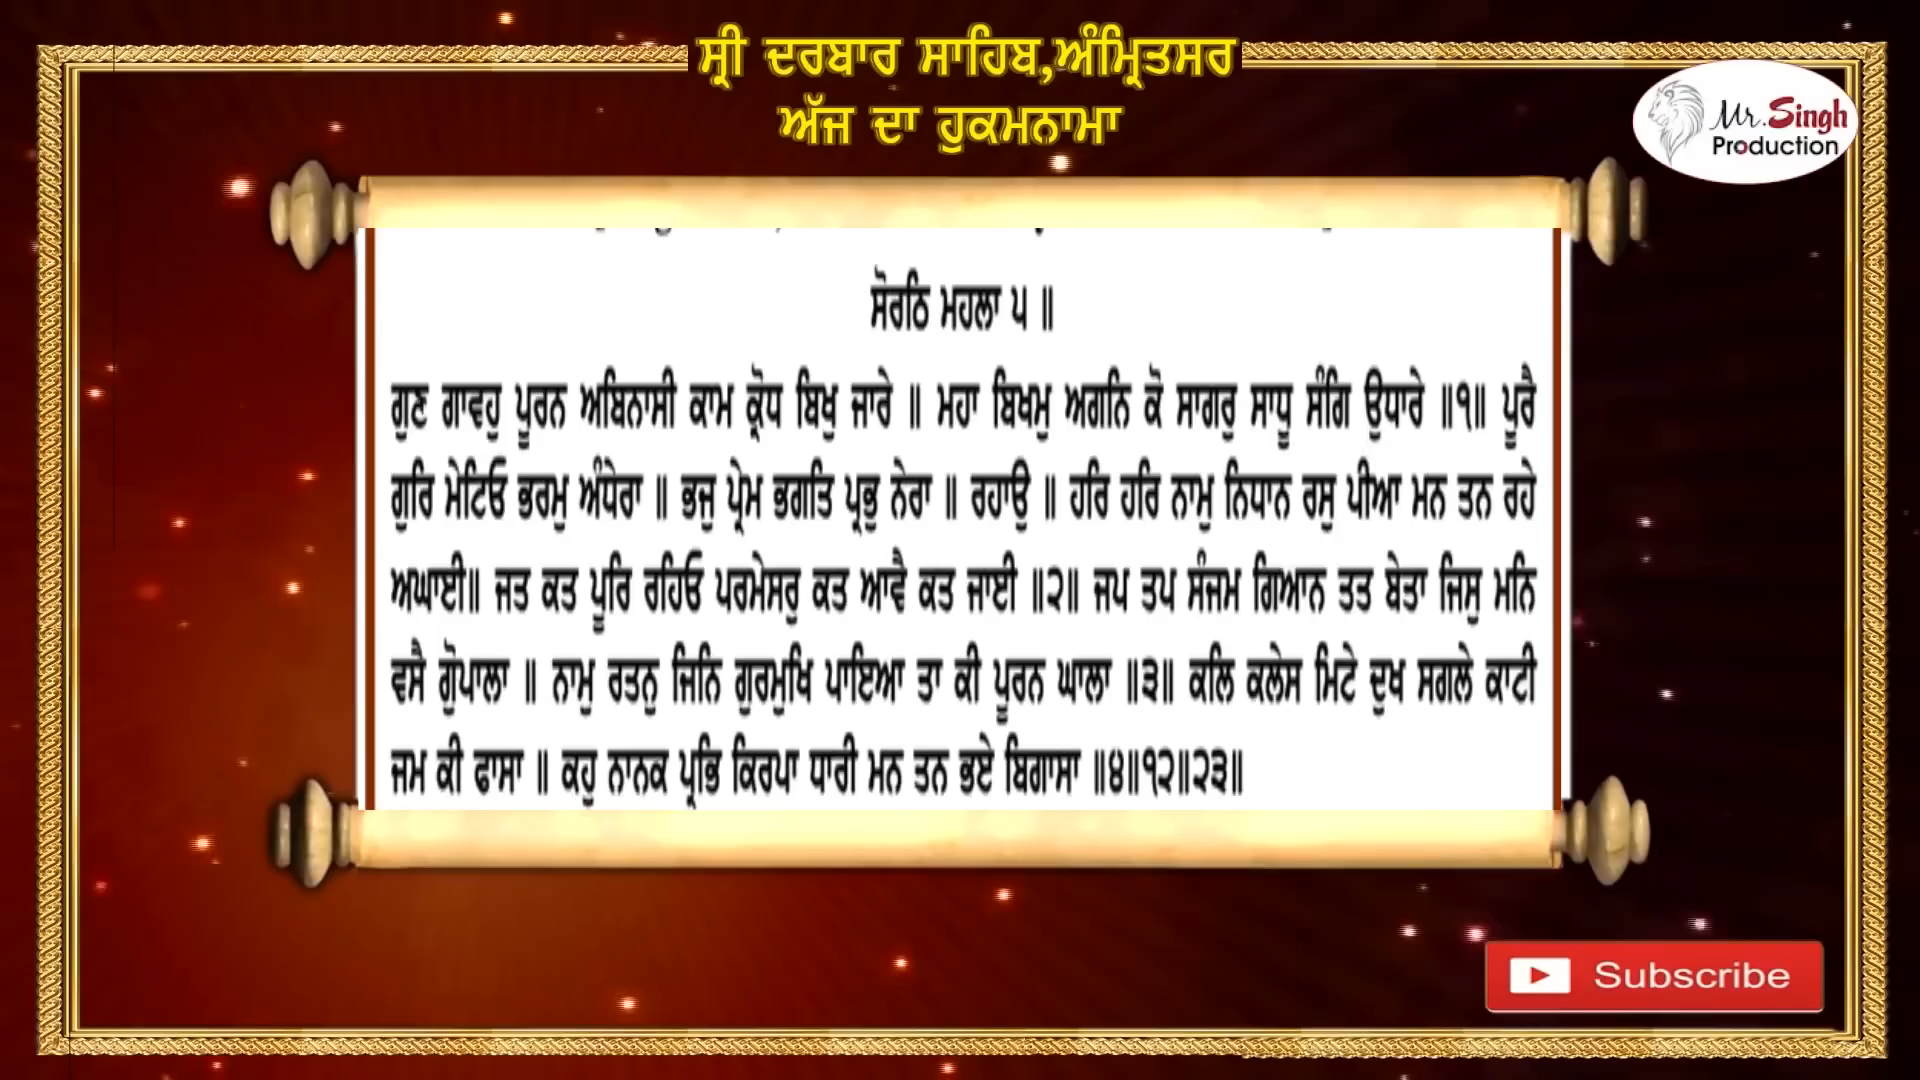 ਸ੍ਰੀ ਦਰਬਾਰ ਸਾਹਿਬ,ਅੰਮ੍ਰਿਤਸਰ
ਅੱਜ ਦਾ ਹੁਕਮਨਾਮਾ
Mr.Singh
Production
ਸੋਰਠਿ ਮਹਲਾ ੫ ॥
ਗੁਣ ਗਾਵਹੁ ਪੂਰਨ ਅਬਿਨਾਸੀ ਕਾਮ ਕ੍ਰੋਧ ਬਿਖੁ ਜਾਰੇ ॥ ਮਹਾ ਬਿਖਮੁ ਅਗਨਿ ਕੋ ਸਾਗਰੁ ਸਾਧੂ ਸੰਗਿ ਉਧਾਰੇ ॥੧॥ ਪੂਰੈ
ਗੁਰਿ ਮੇਟਿਓ ਭਰਮੁ ਅੰਧੇਰਾ ॥ ਭਜੁ ਪ੍ਰੇਮ ਭਗਤਿ ਪ੍ਰਭੁ ਨੇਰਾ ॥ ਰਹਾਉ ॥ ਹਰਿ ਹਰਿ ਨਾਮੁ ਨਿਧਾਨ ਰਸੁ ਪੀਆ ਮਨ ਤਨ ਰਹੇ
ਅਘਾਈ॥ ਜਤ ਕਤ ਪੂਰਿ ਰਹਿਓ ਪਰਮੇਸਰੁ ਕਤ ਆਵੈ ਕਤ ਜਾਈ ॥੨॥ ਜਪ ਤਪ ਸੰਜਮ ਗਿਆਨ ਤਤ ਬੇਤਾ ਜਿਸੁ ਮਨਿ
ਵਸੈ ਗੋੁਪਾਲਾ ॥ ਨਾਮੁ ਰਤਨੁ ਜਿਨਿ ਗੁਰਮੁਖਿ ਪਾਇਆ ਤਾ ਕੀ ਪੂਰਨ ਘਾਲਾ ॥੩॥ ਕਲਿ ਕਲੇਸ ਮਿਟੇ ਦੁਖ ਸਗਲੇ ਕਾਟੀ
ਜਮ ਕੀ ਫਾਸਾ ॥ ਕਹੁ ਨਾਨਕ ਪ੍ਰਭਿ ਕਿਰਪਾ ਧਾਰੀ ਮਨ ਤਨ ਭਏ ਬਿਗਾਸਾ ॥੪॥੧੨॥੨੩॥
Subscribe